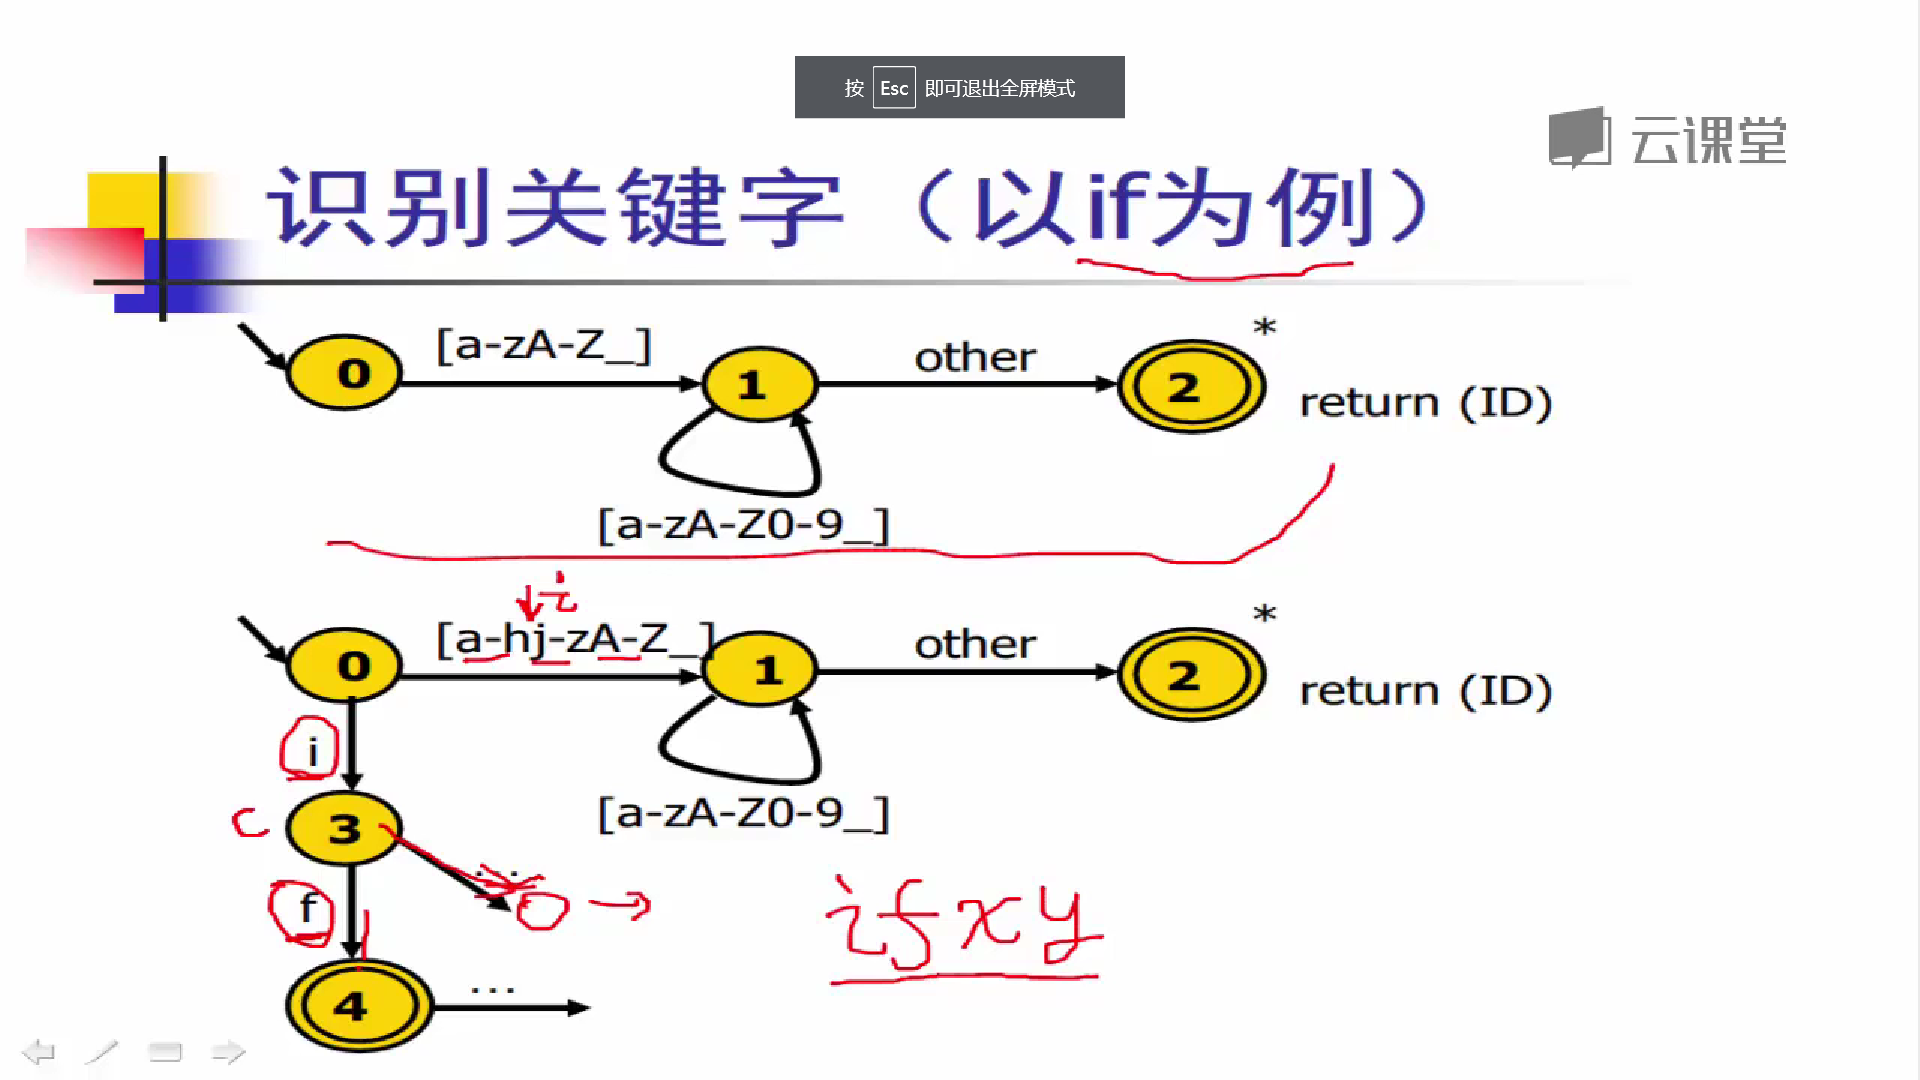 按 Esc 即可退出全屏模式
云课堂
识别关键字（以if为例）
[a-zA-Z_]
other
*
0
1
2
return (ID)
[a-zA-Z0-9_]
i
[a-hj-zA-Z_]
other
*
0
1
2
return (ID)
i
[a-zA-Z0-9_]
c
3
...
f
ifxy
4
...